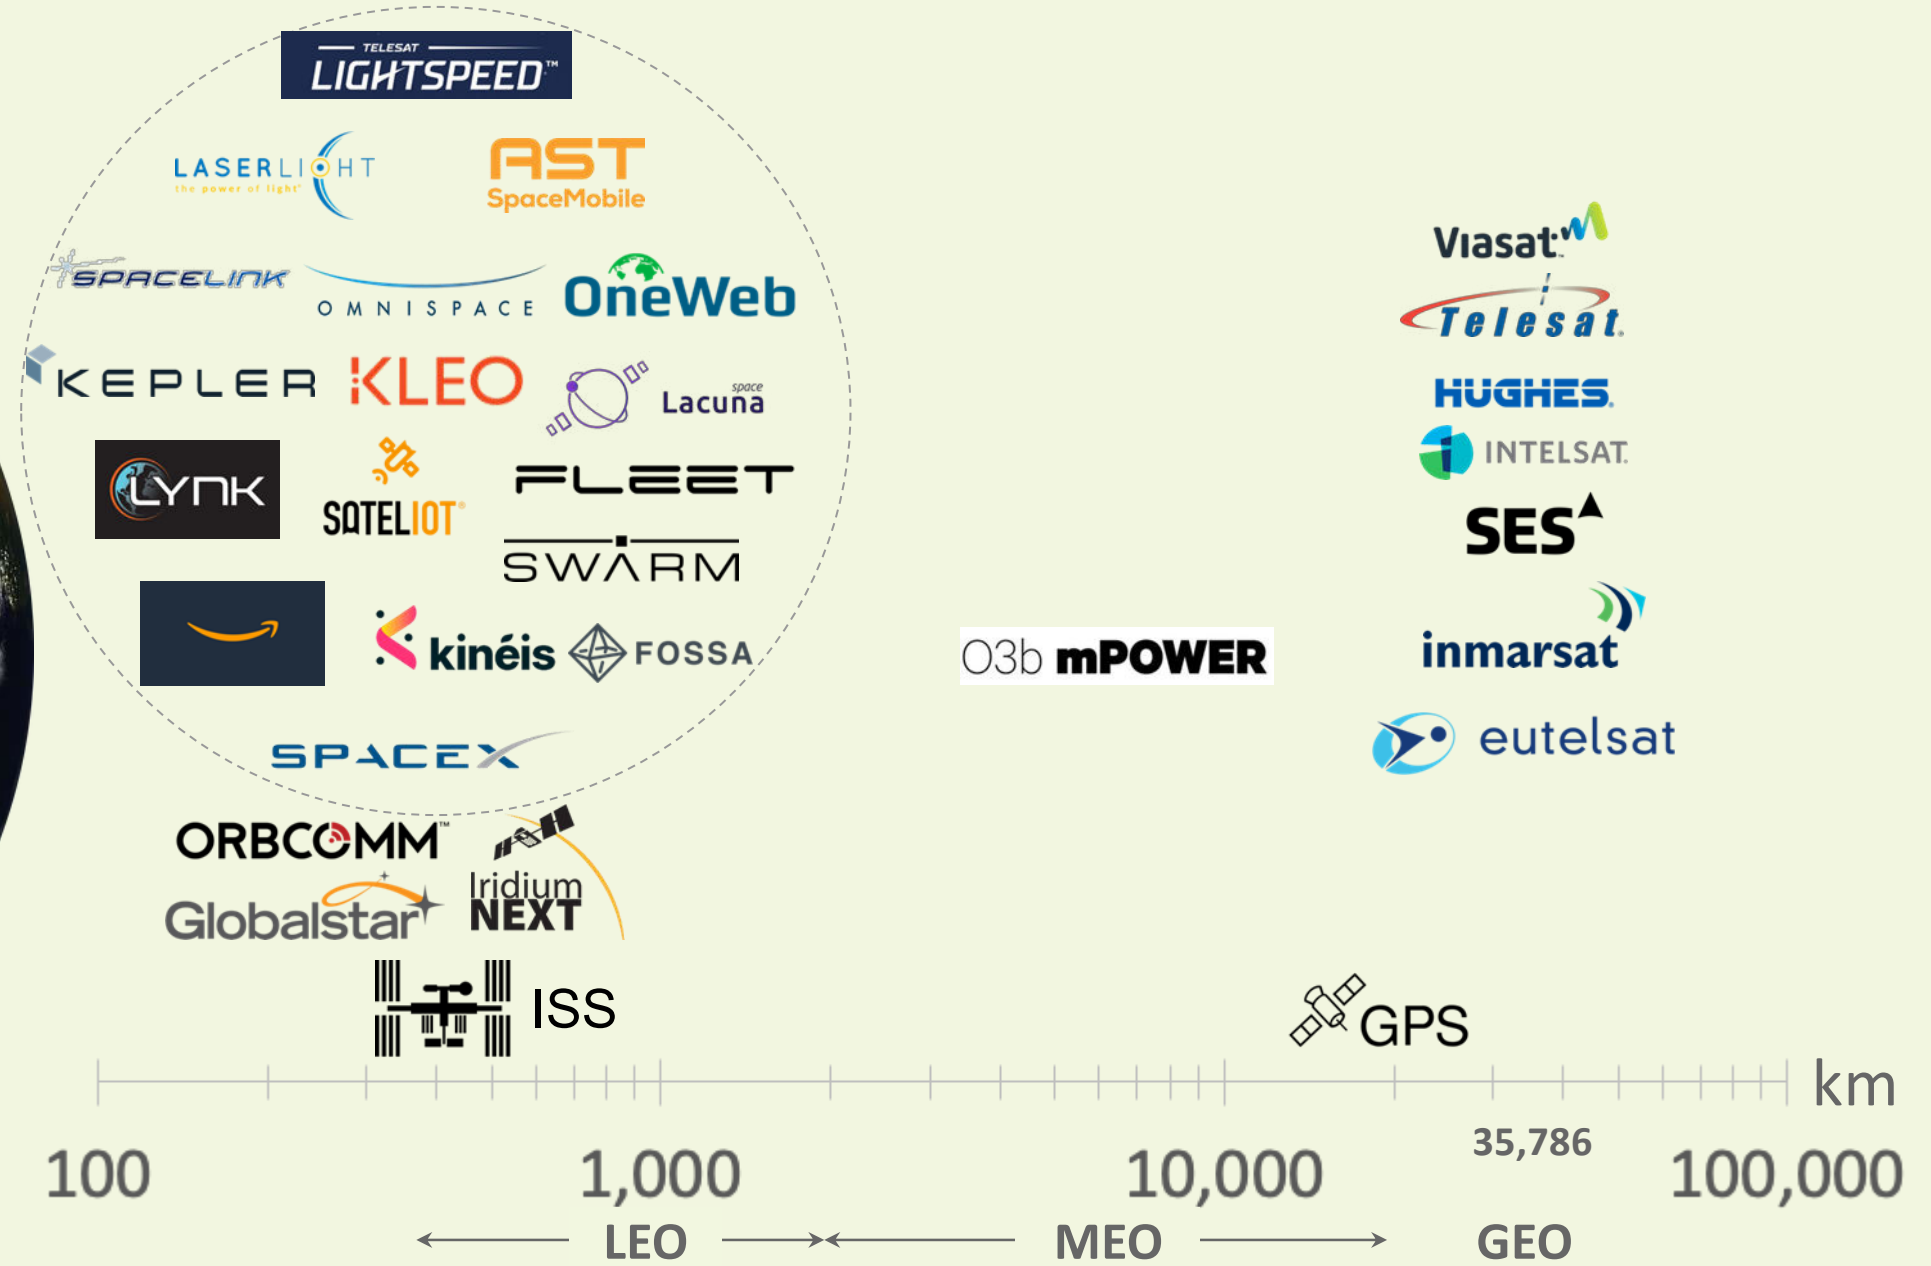 TELESAT
LIGHTSPEED™
LASERLIGHT
the power of light®
AST
SpaceMobile
SPACELINK
OMNISPACE
OneWeb
KEPLER
KLEO
space
Lacuna
LYNK
SATELIOT®
FLEET
SWARM
kinéis
FOSSA
SPACEX
ORBCOMM™
Globalstar
Iridium
NEXT
ISS
O3b mPOWER
Viasat™
Telesat®
HUGHES®
INTELSAT®
SES
inmarsat
eutelsat
GPS
km
100
1,000
10,000
35,786
100,000
LEO
MEO
GEO